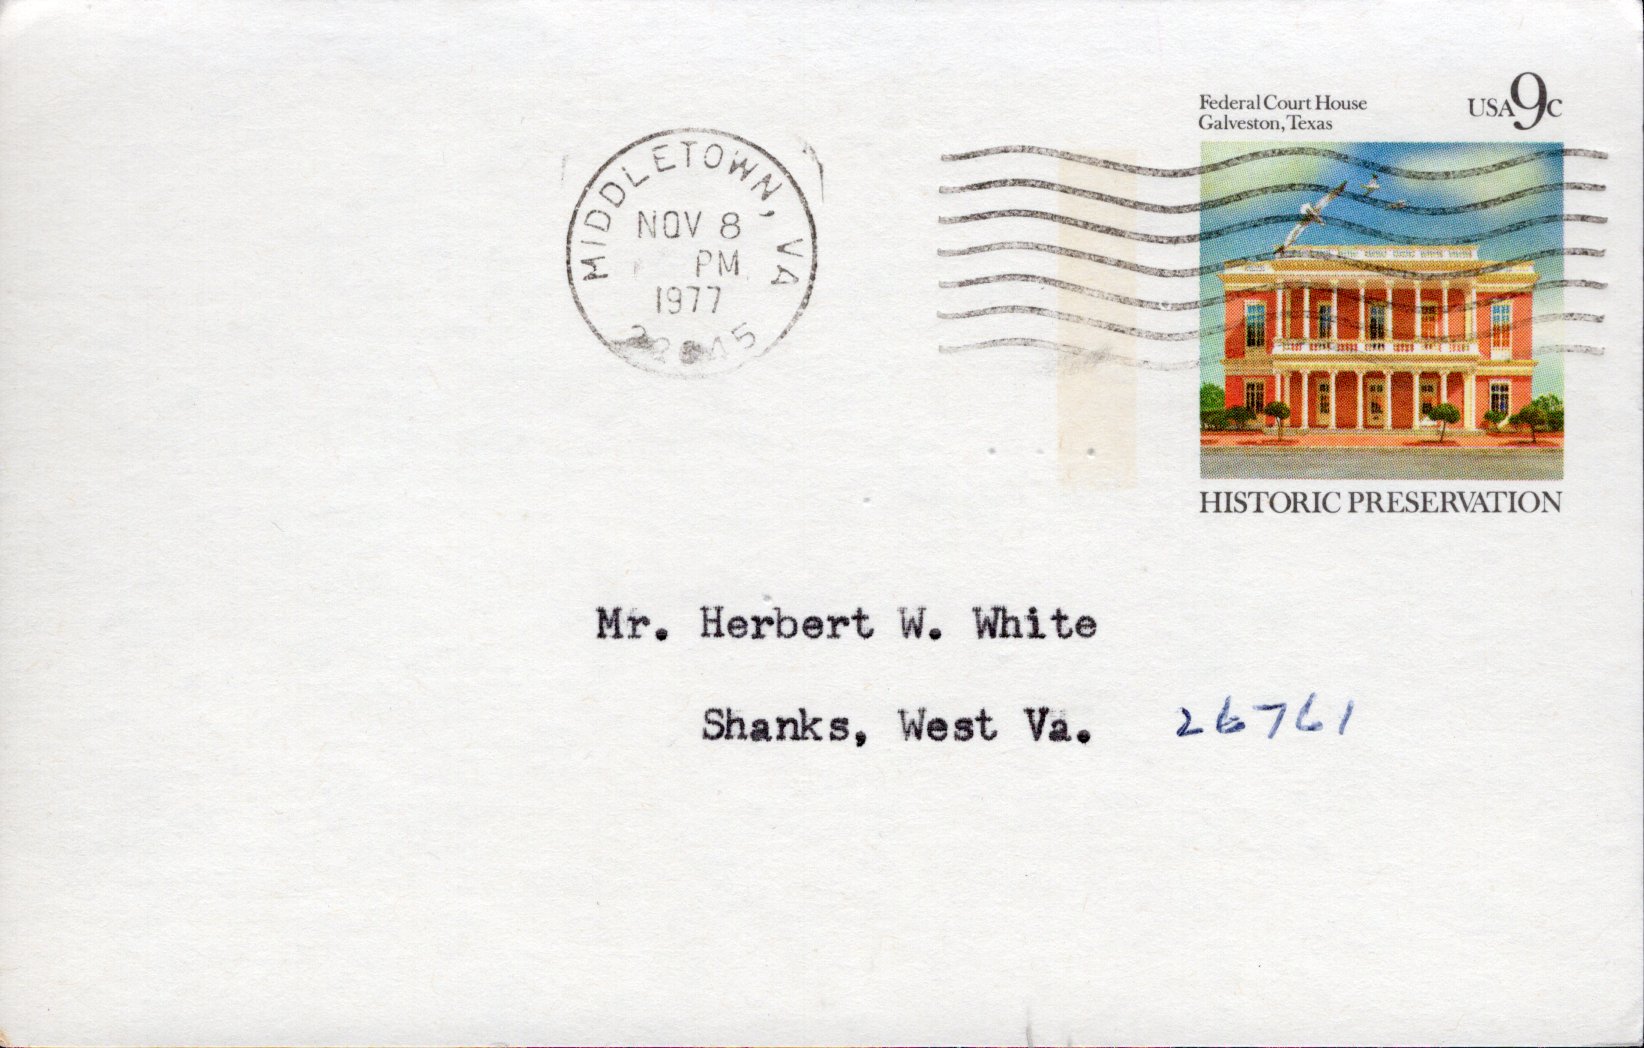 Federal Court House
Galveston, Texas
USA 9c
MIDDLETOWN, VA
NOV 8
PM
1977
22645
HISTORIC PRESERVATION
Mr. Herbert W. White
Shanks, West Va. 26761